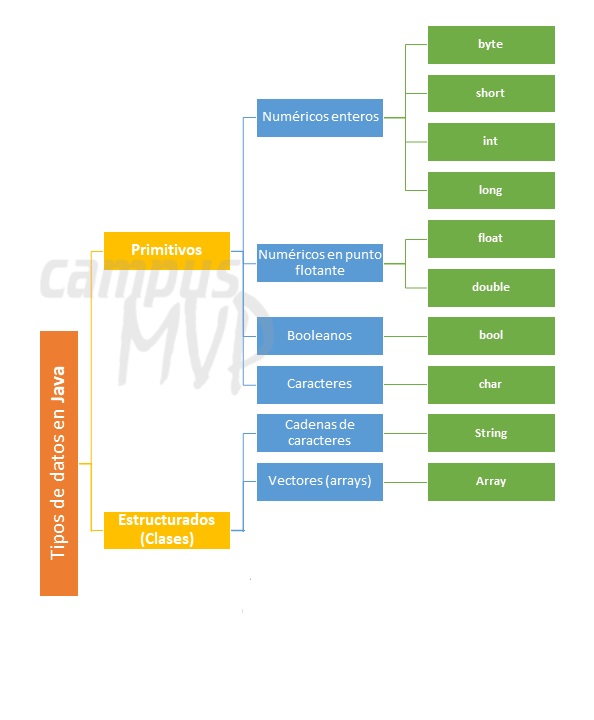 Tipos de datos en Java
Primitivos
Numéricos enteros
byte
short
int
long
Numéricos en punto
flotante
float
double
Booleanos
bool
Caracteres
char
Estructurados
(Clases)
Cadenas de
caracteres
String
Vectores (arrays)
Array
campus
MVP